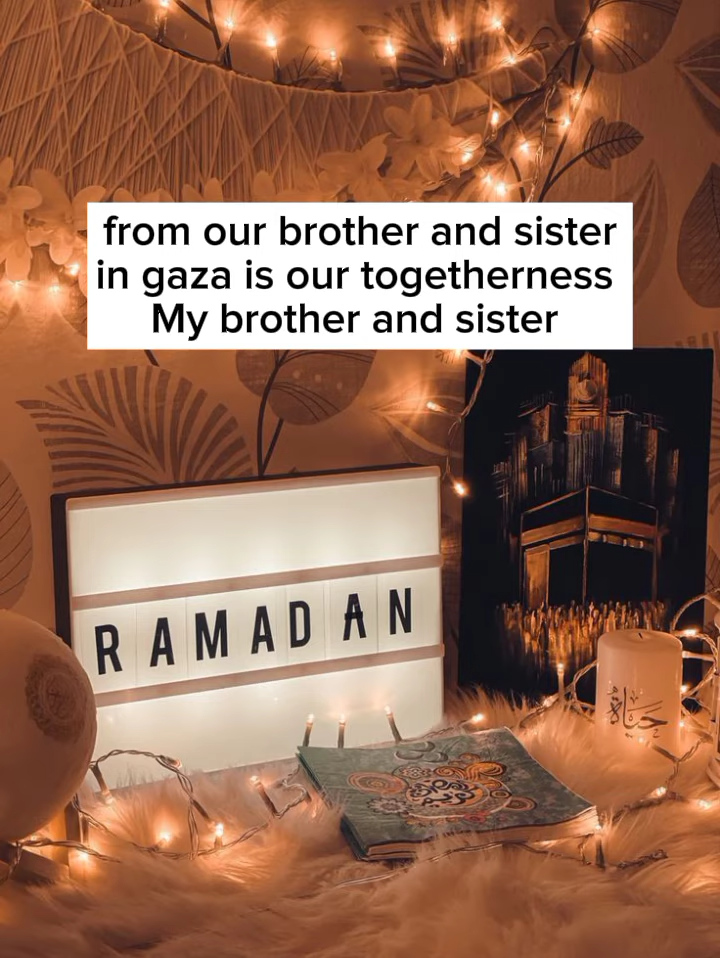 from our brother and sister
in gaza is our togetherness
My brother and sister
RAMADAN
حياة